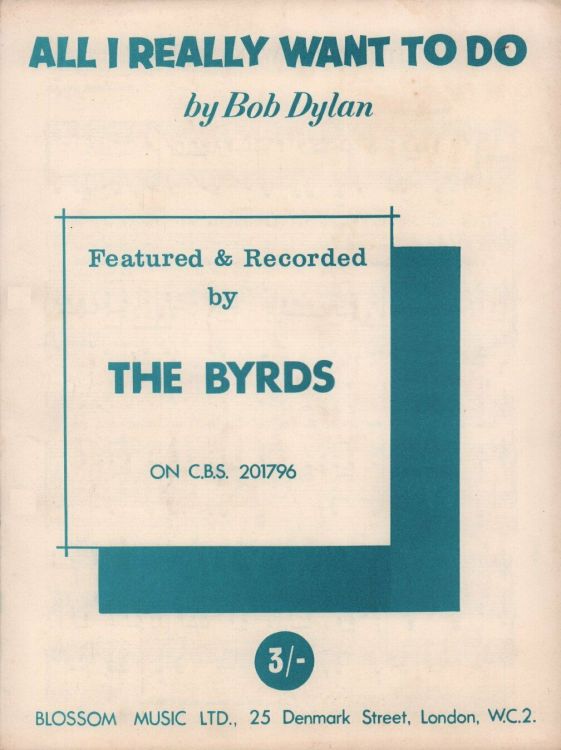 ALL I REALLY WANT TO DO
by Bob Dylan
Featured & Recorded
by
THE BYRDS
ON C.B.S. 201796
3/-
BLOSSOM MUSIC LTD., 25 Denmark Street, London, W.C.2.